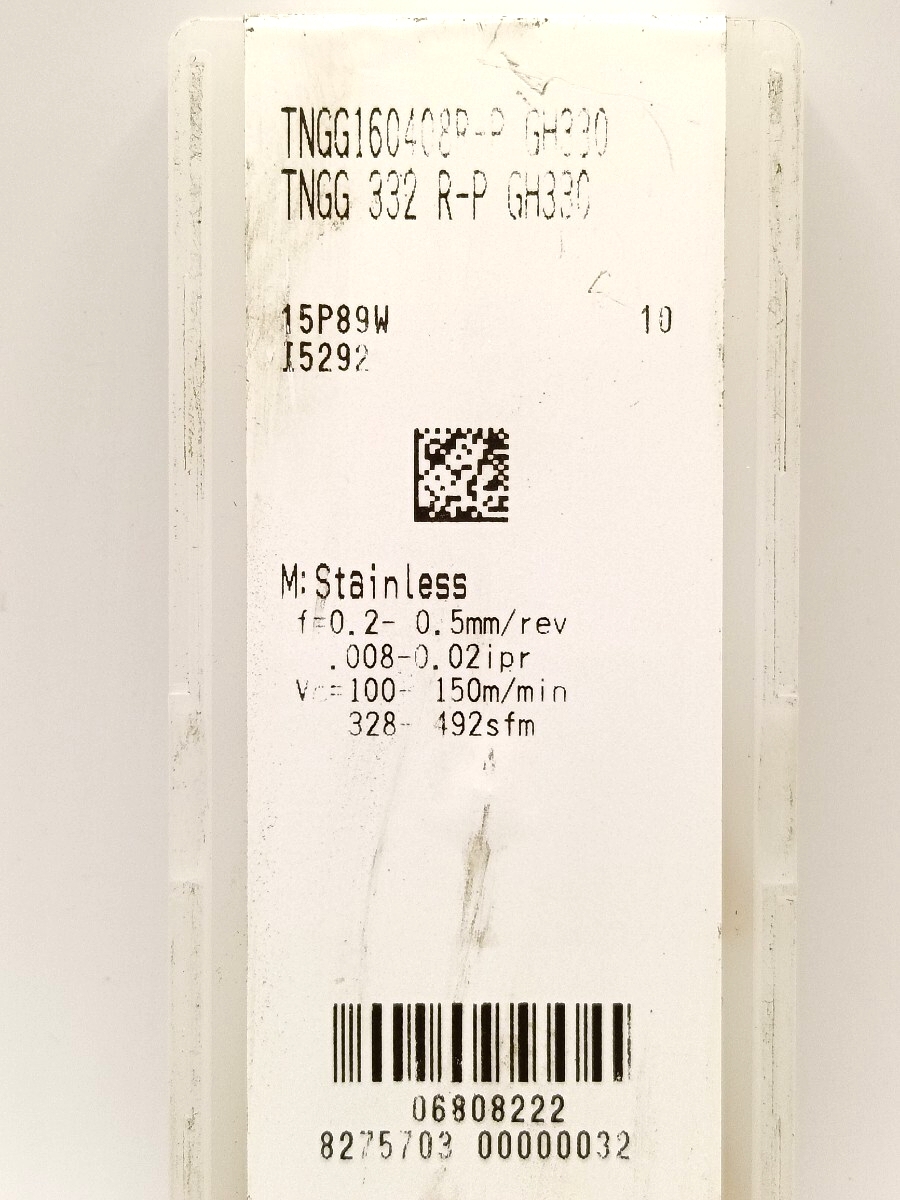 TNGG160408R-P GH330
TNGG 332 R-P GH330
15P89W 10
I5292
M:Stainless
f=0.2- 0.5mm/rev
.008-0.02ipr
Vc=100- 150m/min
328- 492sfm
06808222
8275703 00000032